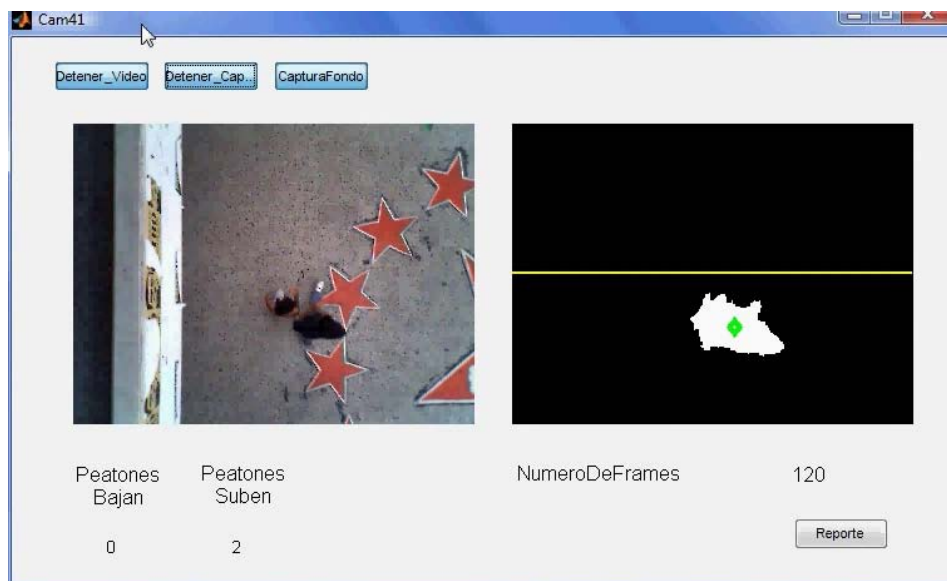 Cam41
Detener_Video
Detener_Cap...
CapturaFondo
Peatones
Bajan
Peatones
Suben
NumeroDeFrames
120
0
2
Reporte